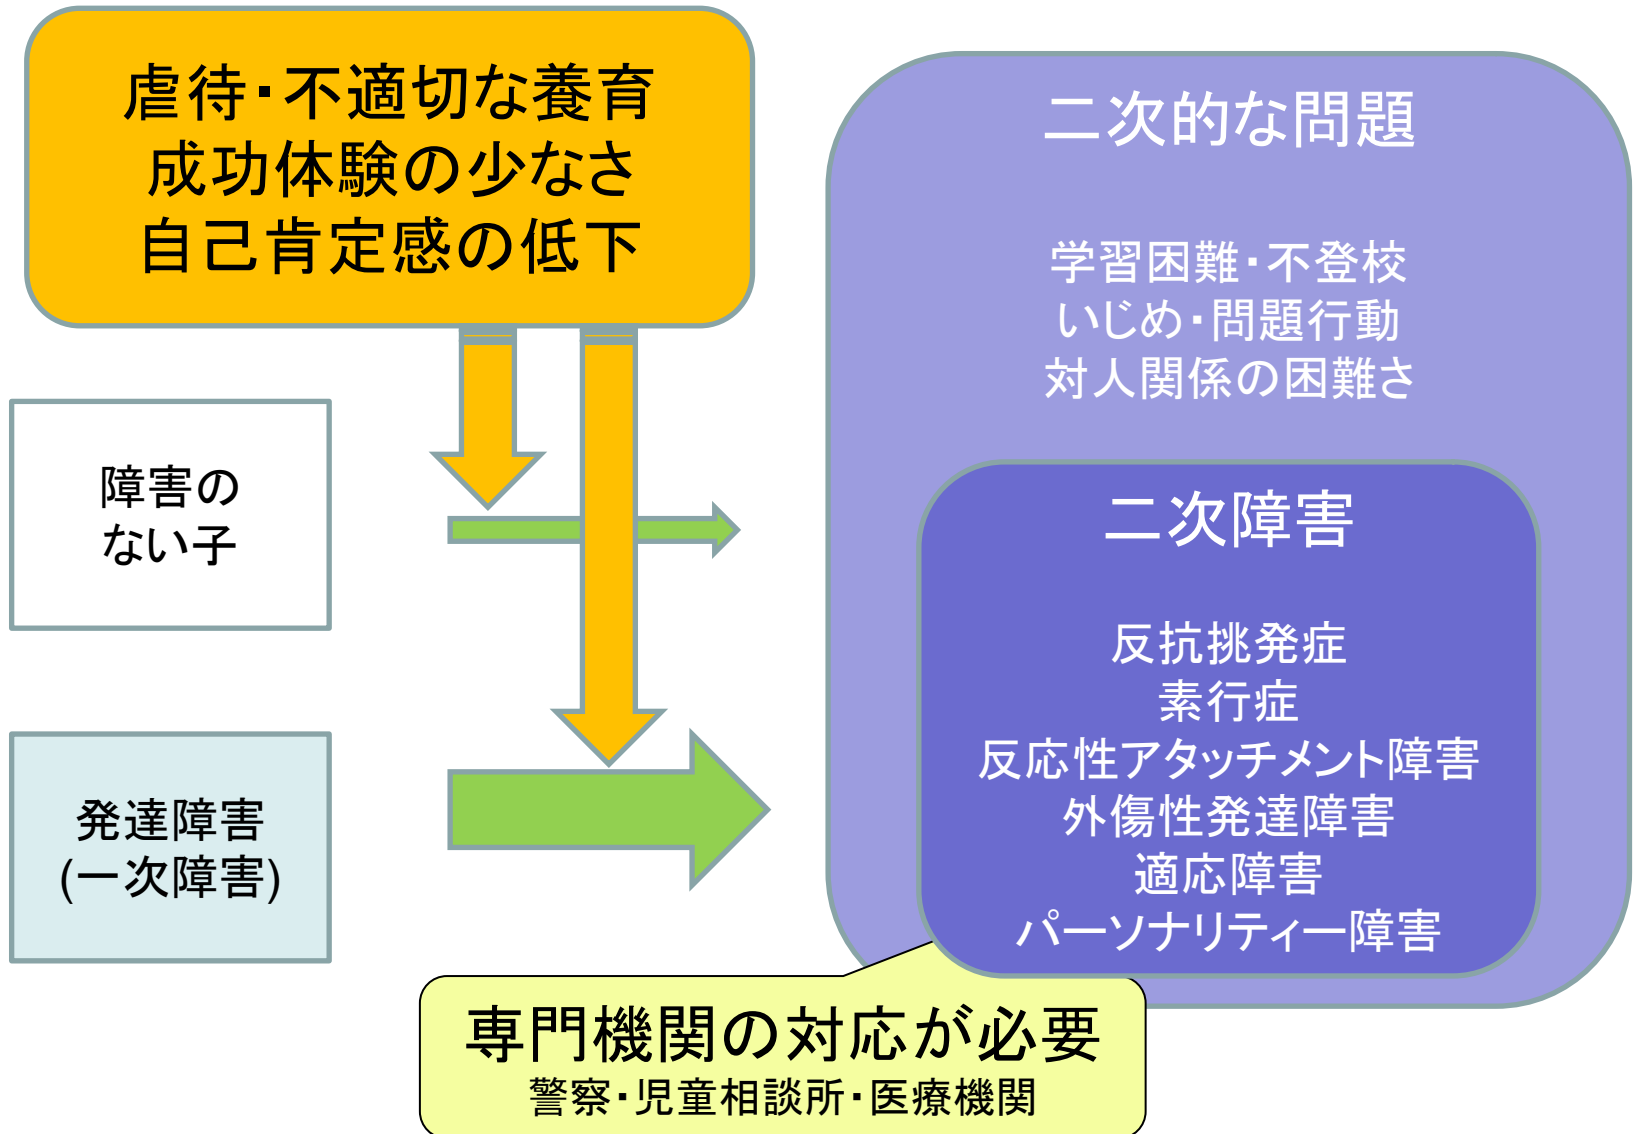 虐待・不適切な養育
成功体験の少なさ
自己肯定感の低下
障害の
ない子
発達障害
(一次障害)
二次的な問題
学習困難・不登校
いじめ・問題行動
対人関係の困難さ
二次障害
反抗挑発症
素行症
反応性アタッチメント障害
外傷性発達障害
適応障害
パーソナリティー障害
専門機関の対応が必要
警察・児童相談所・医療機関